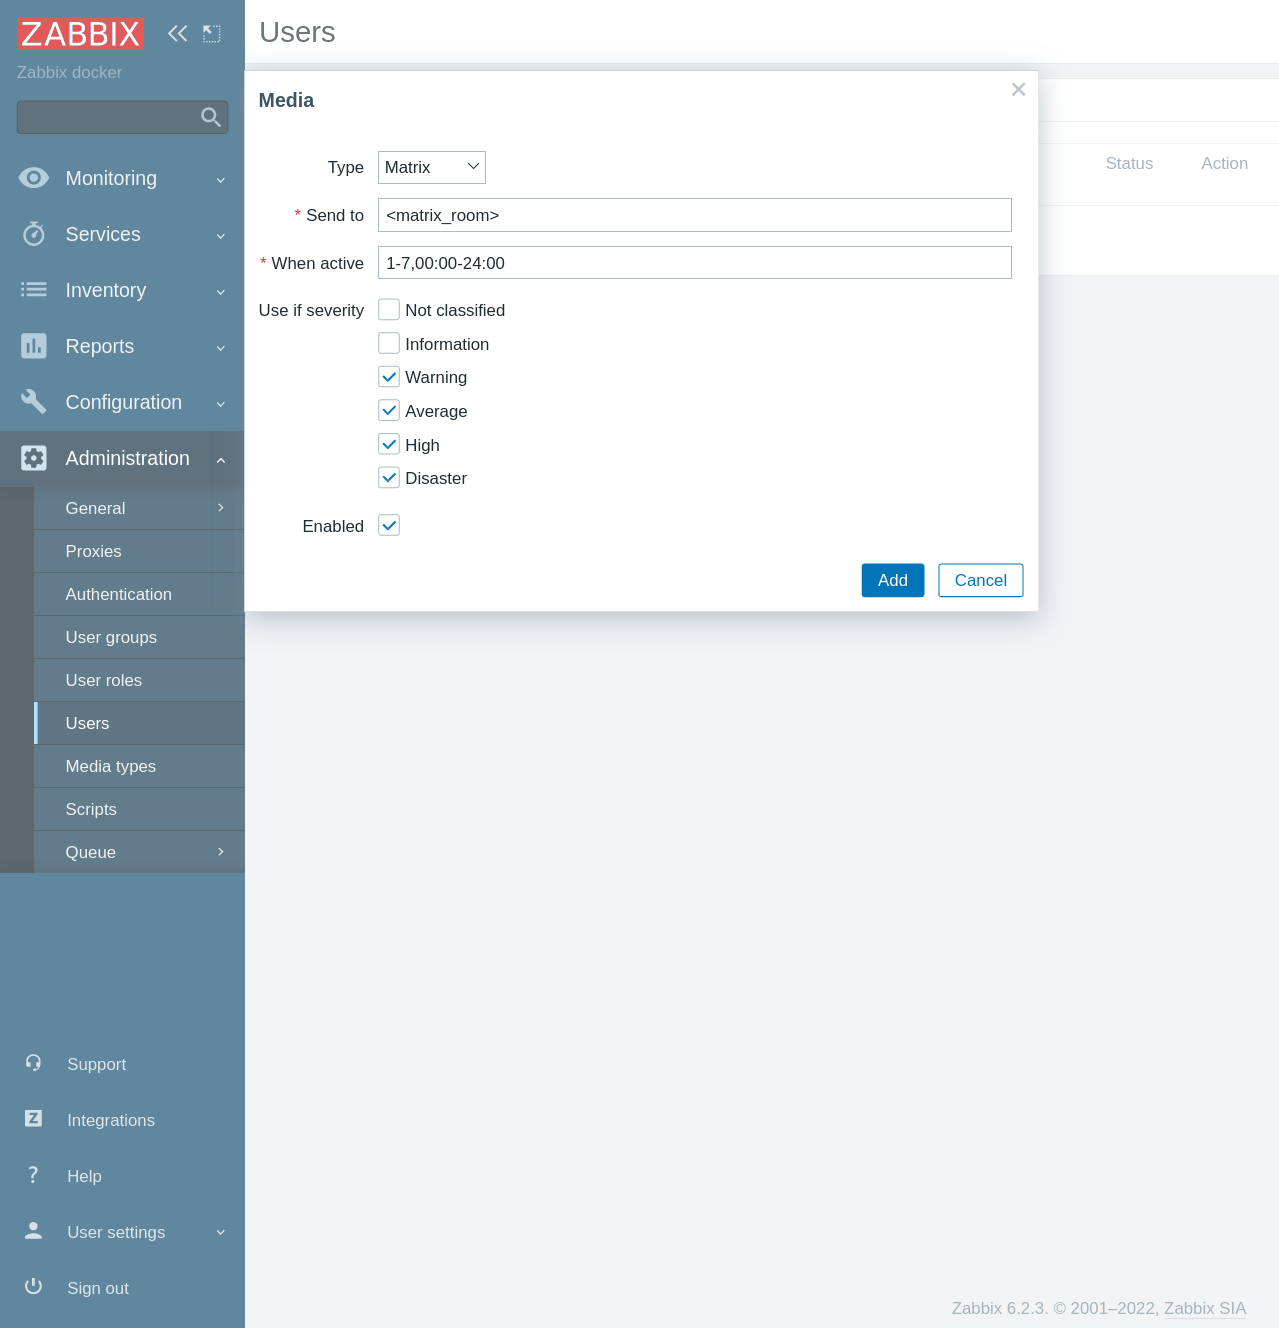 ZABBIX
Zabbix docker
Monitoring
Services
Inventory
Reports
Configuration
Administration
General
Proxies
Authentication
User groups
User roles
Users
Media types
Scripts
Queue
Support
Integrations
Help
User settings
Sign out
Users
Status Action
Media
Type Matrix
* Send to <matrix_room>
* When active 1-7,00:00-24:00
Use if severity Not classified
Information
Warning
Average
High
Disaster
Enabled
Add Cancel
Zabbix 6.2.3. © 2001–2022, Zabbix SIA